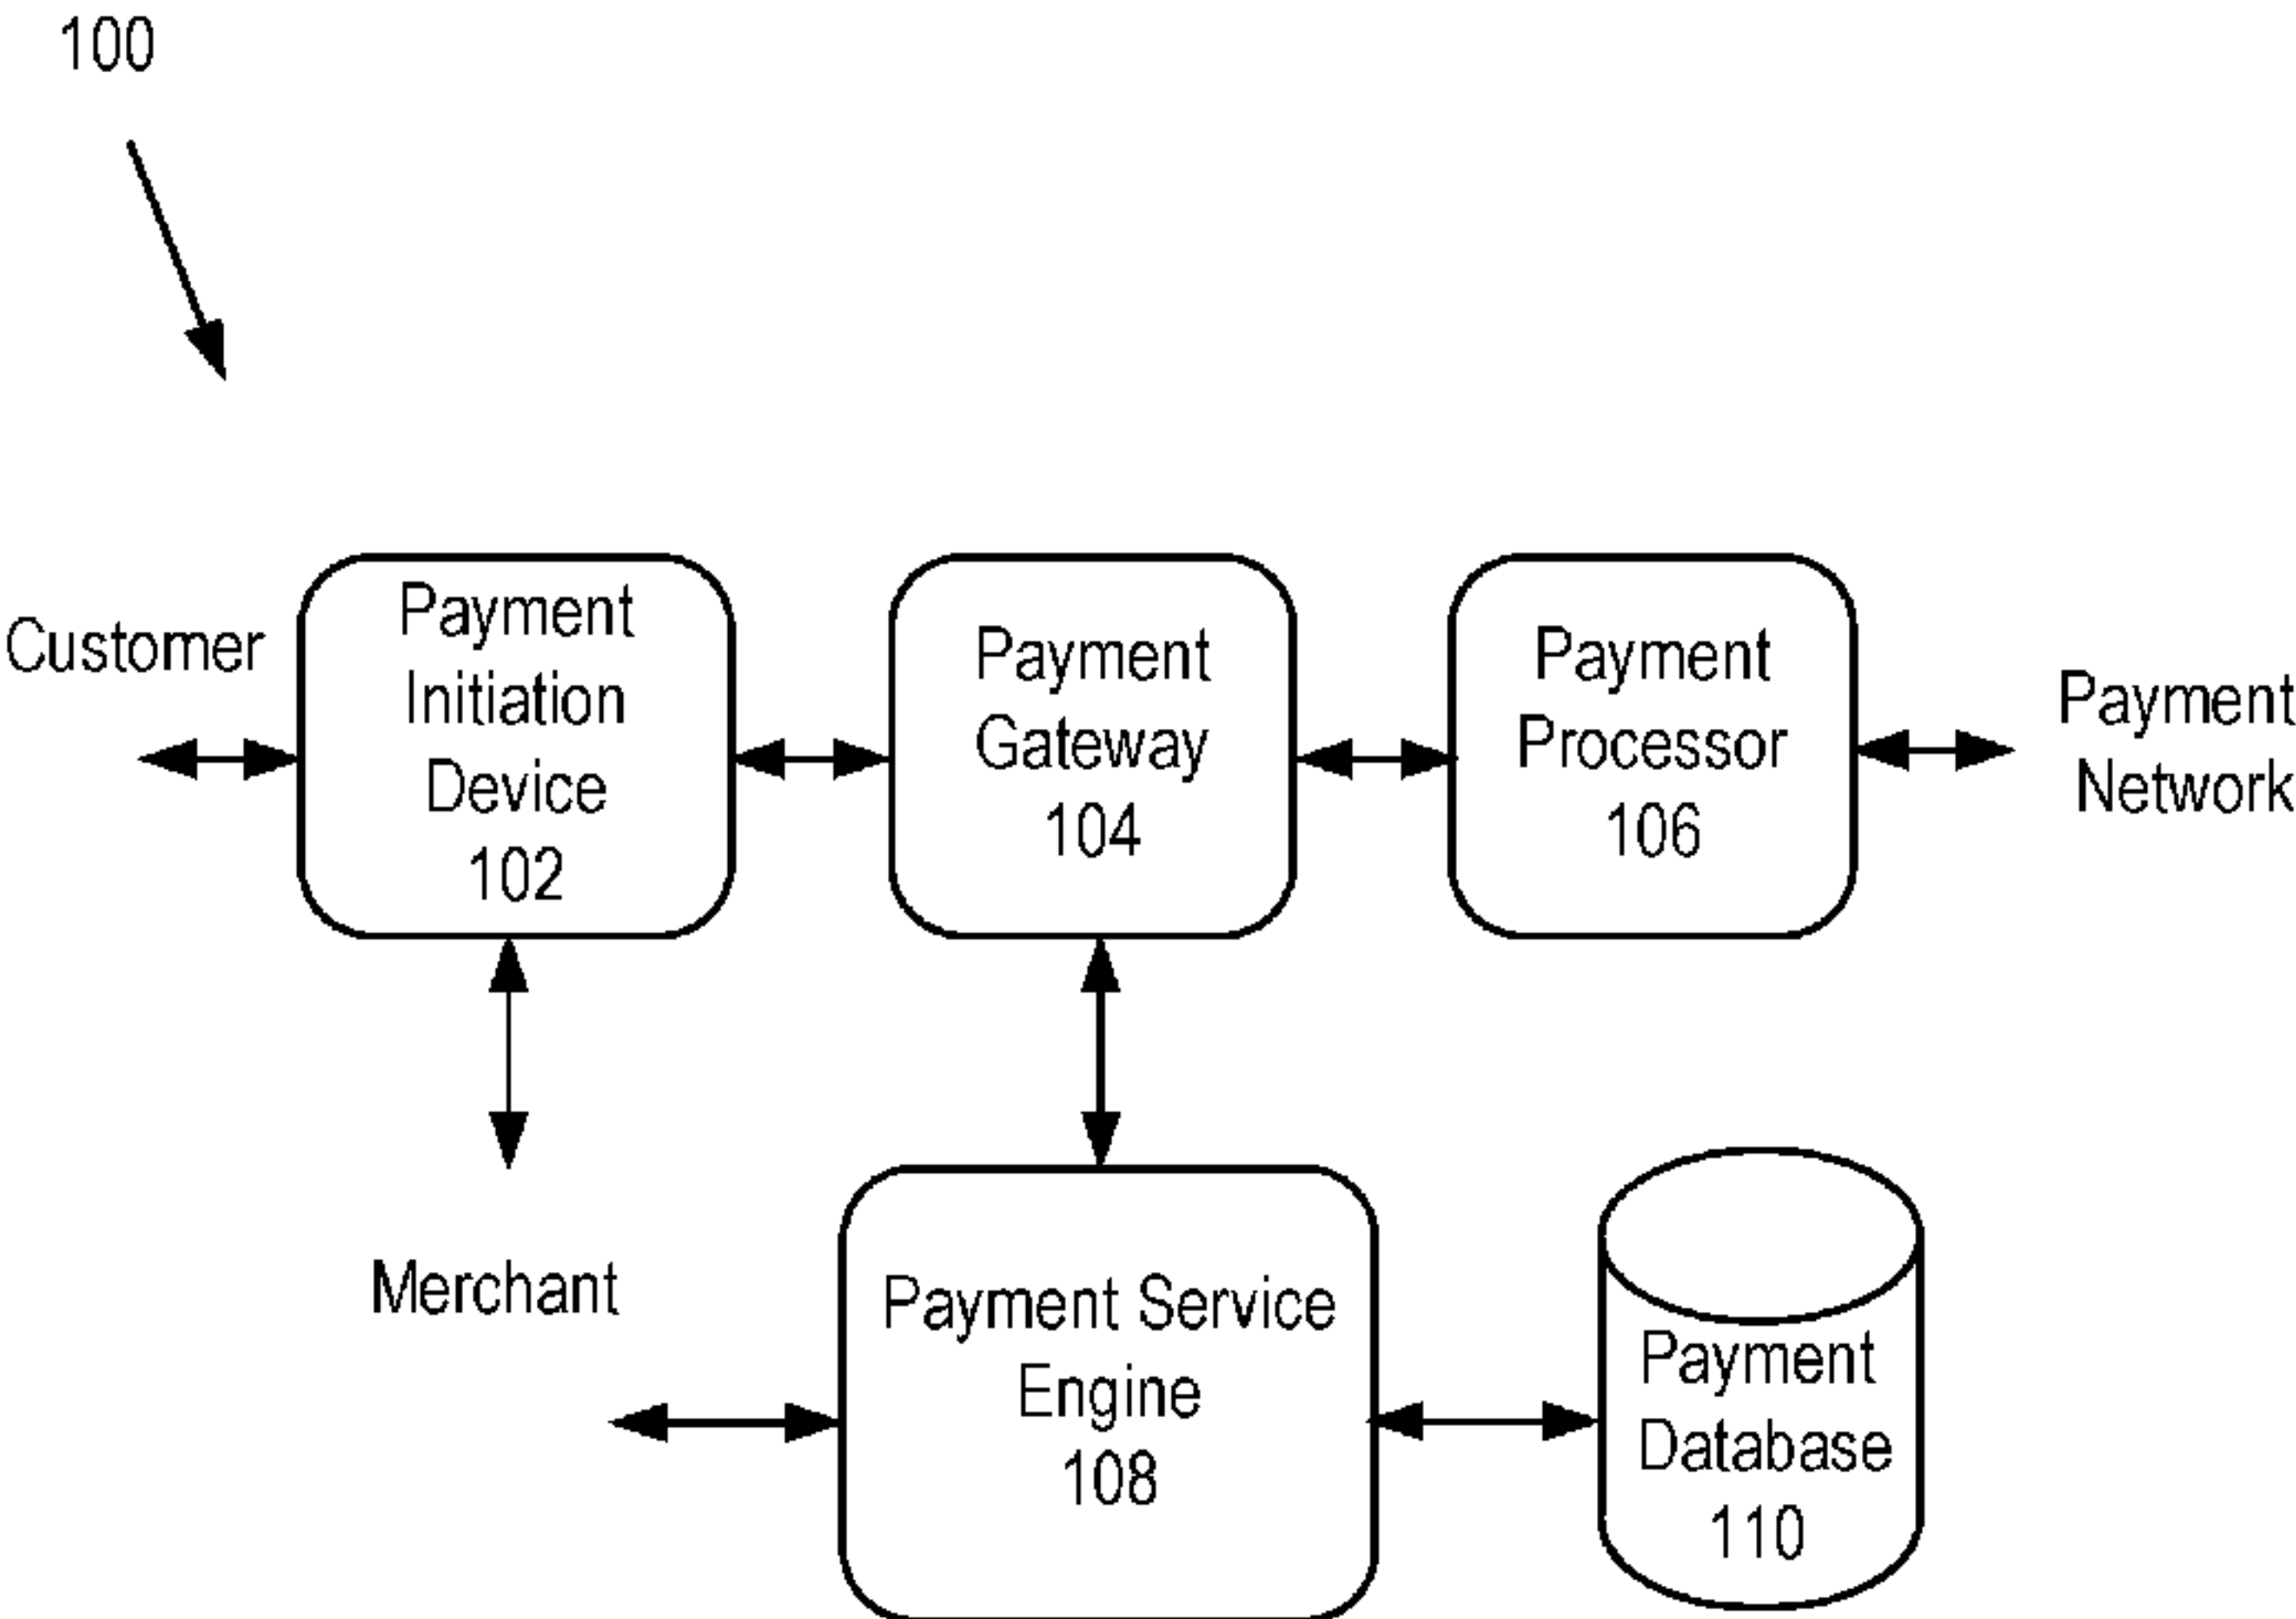 100
Customer
Payment
Initiation
Device
102
Payment
Gateway
104
Payment
Processor
106
Payment
Network
Merchant
Payment Service
Engine
108
Payment
Database
110